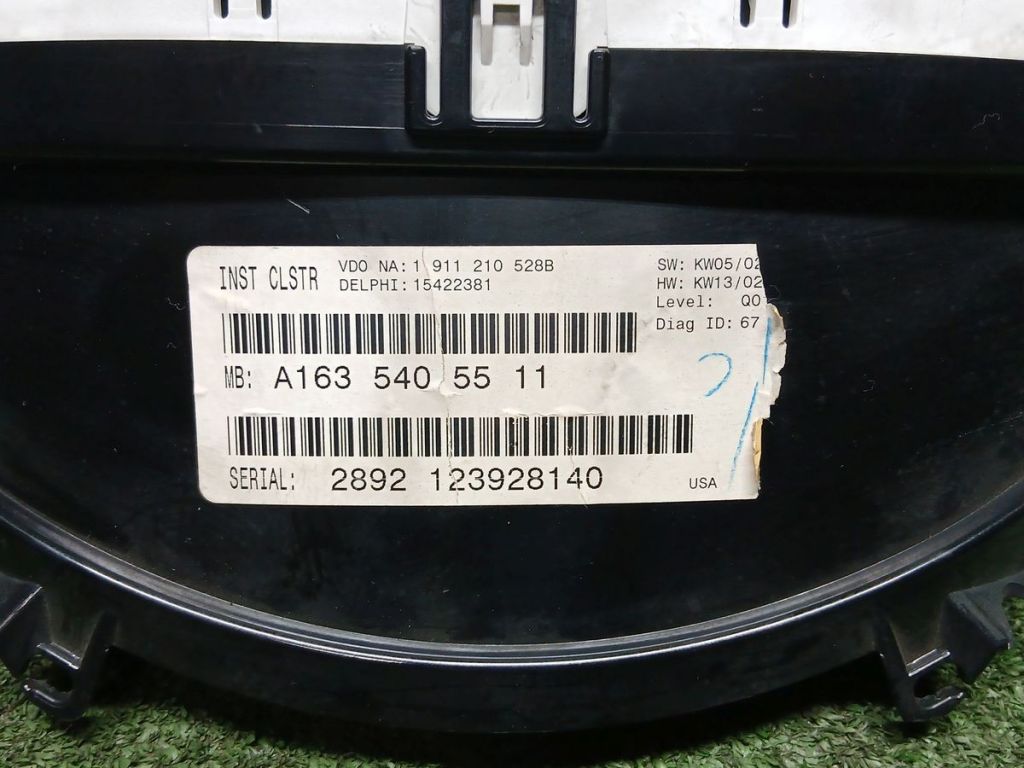 INST CLSTR
VDO NA: 1 911 210 528B
DELPHI: 15422381
SW: KW05/02
HW: KW13/02
Level: Q0
Diag ID: 67
MB: A163 540 55 11
SERIAL: 2892 123928140
USA